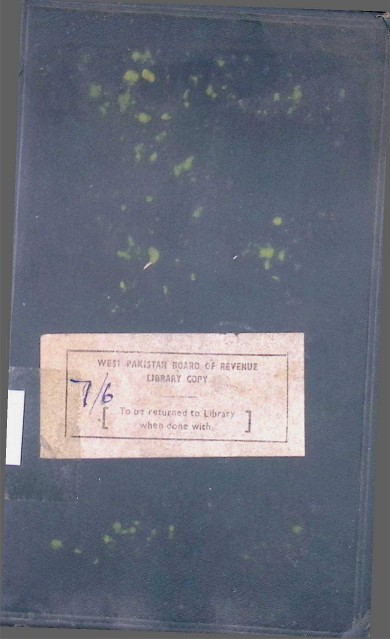 WEST PAKISTAN BOARD OF REVENUE
LIBRARY COPY
7/6
[ To be returned to Library
when done with. ]